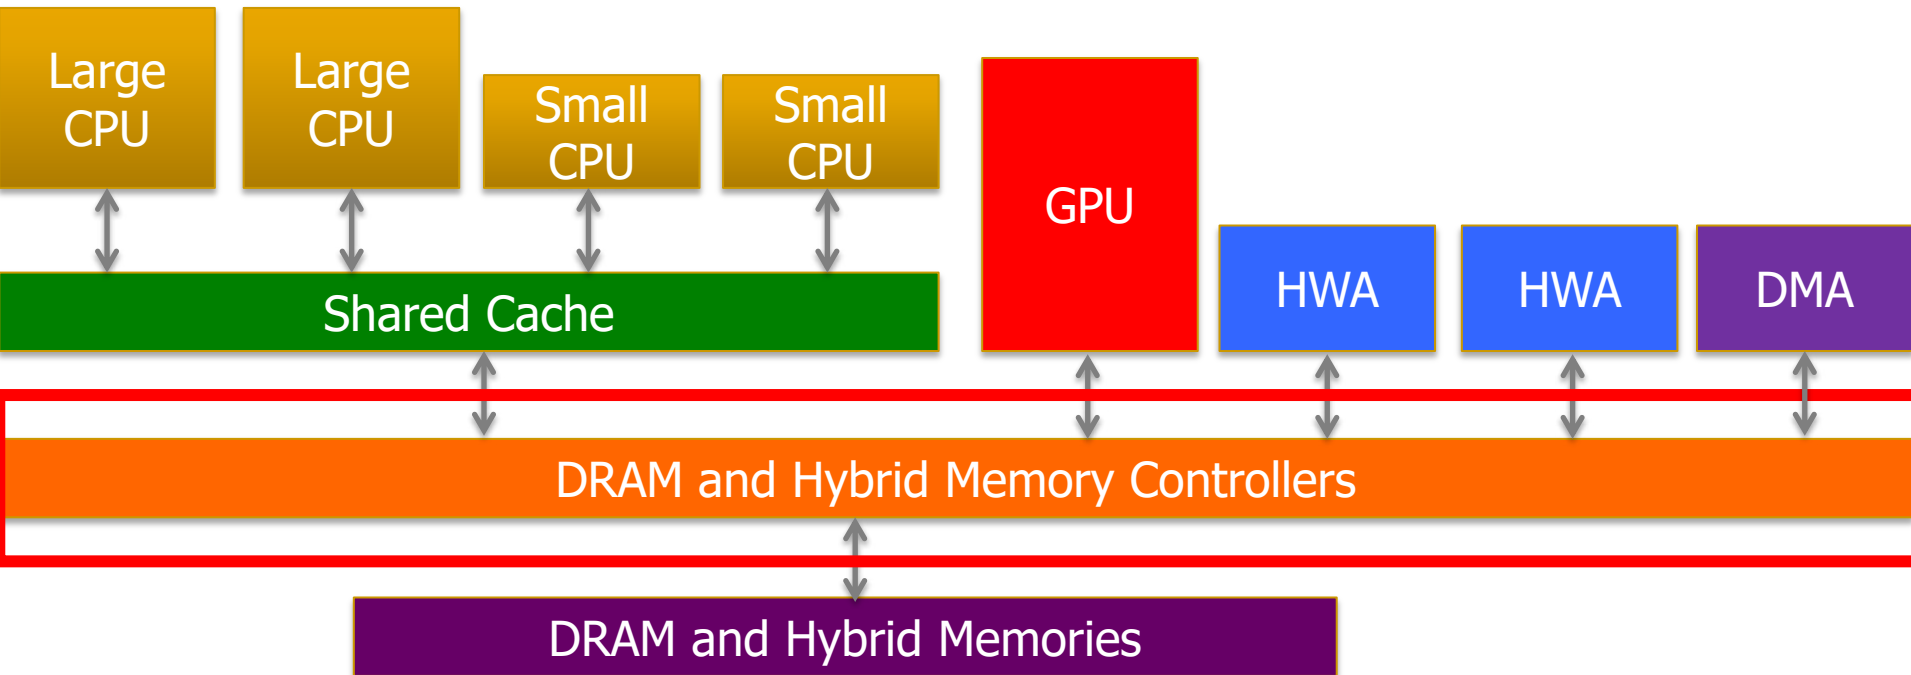 Large
CPU
Large
CPU
Small
CPU
Small
CPU
GPU
HWA
HWA
DMA
Shared Cache
DRAM and Hybrid Memory Controllers
DRAM and Hybrid Memories